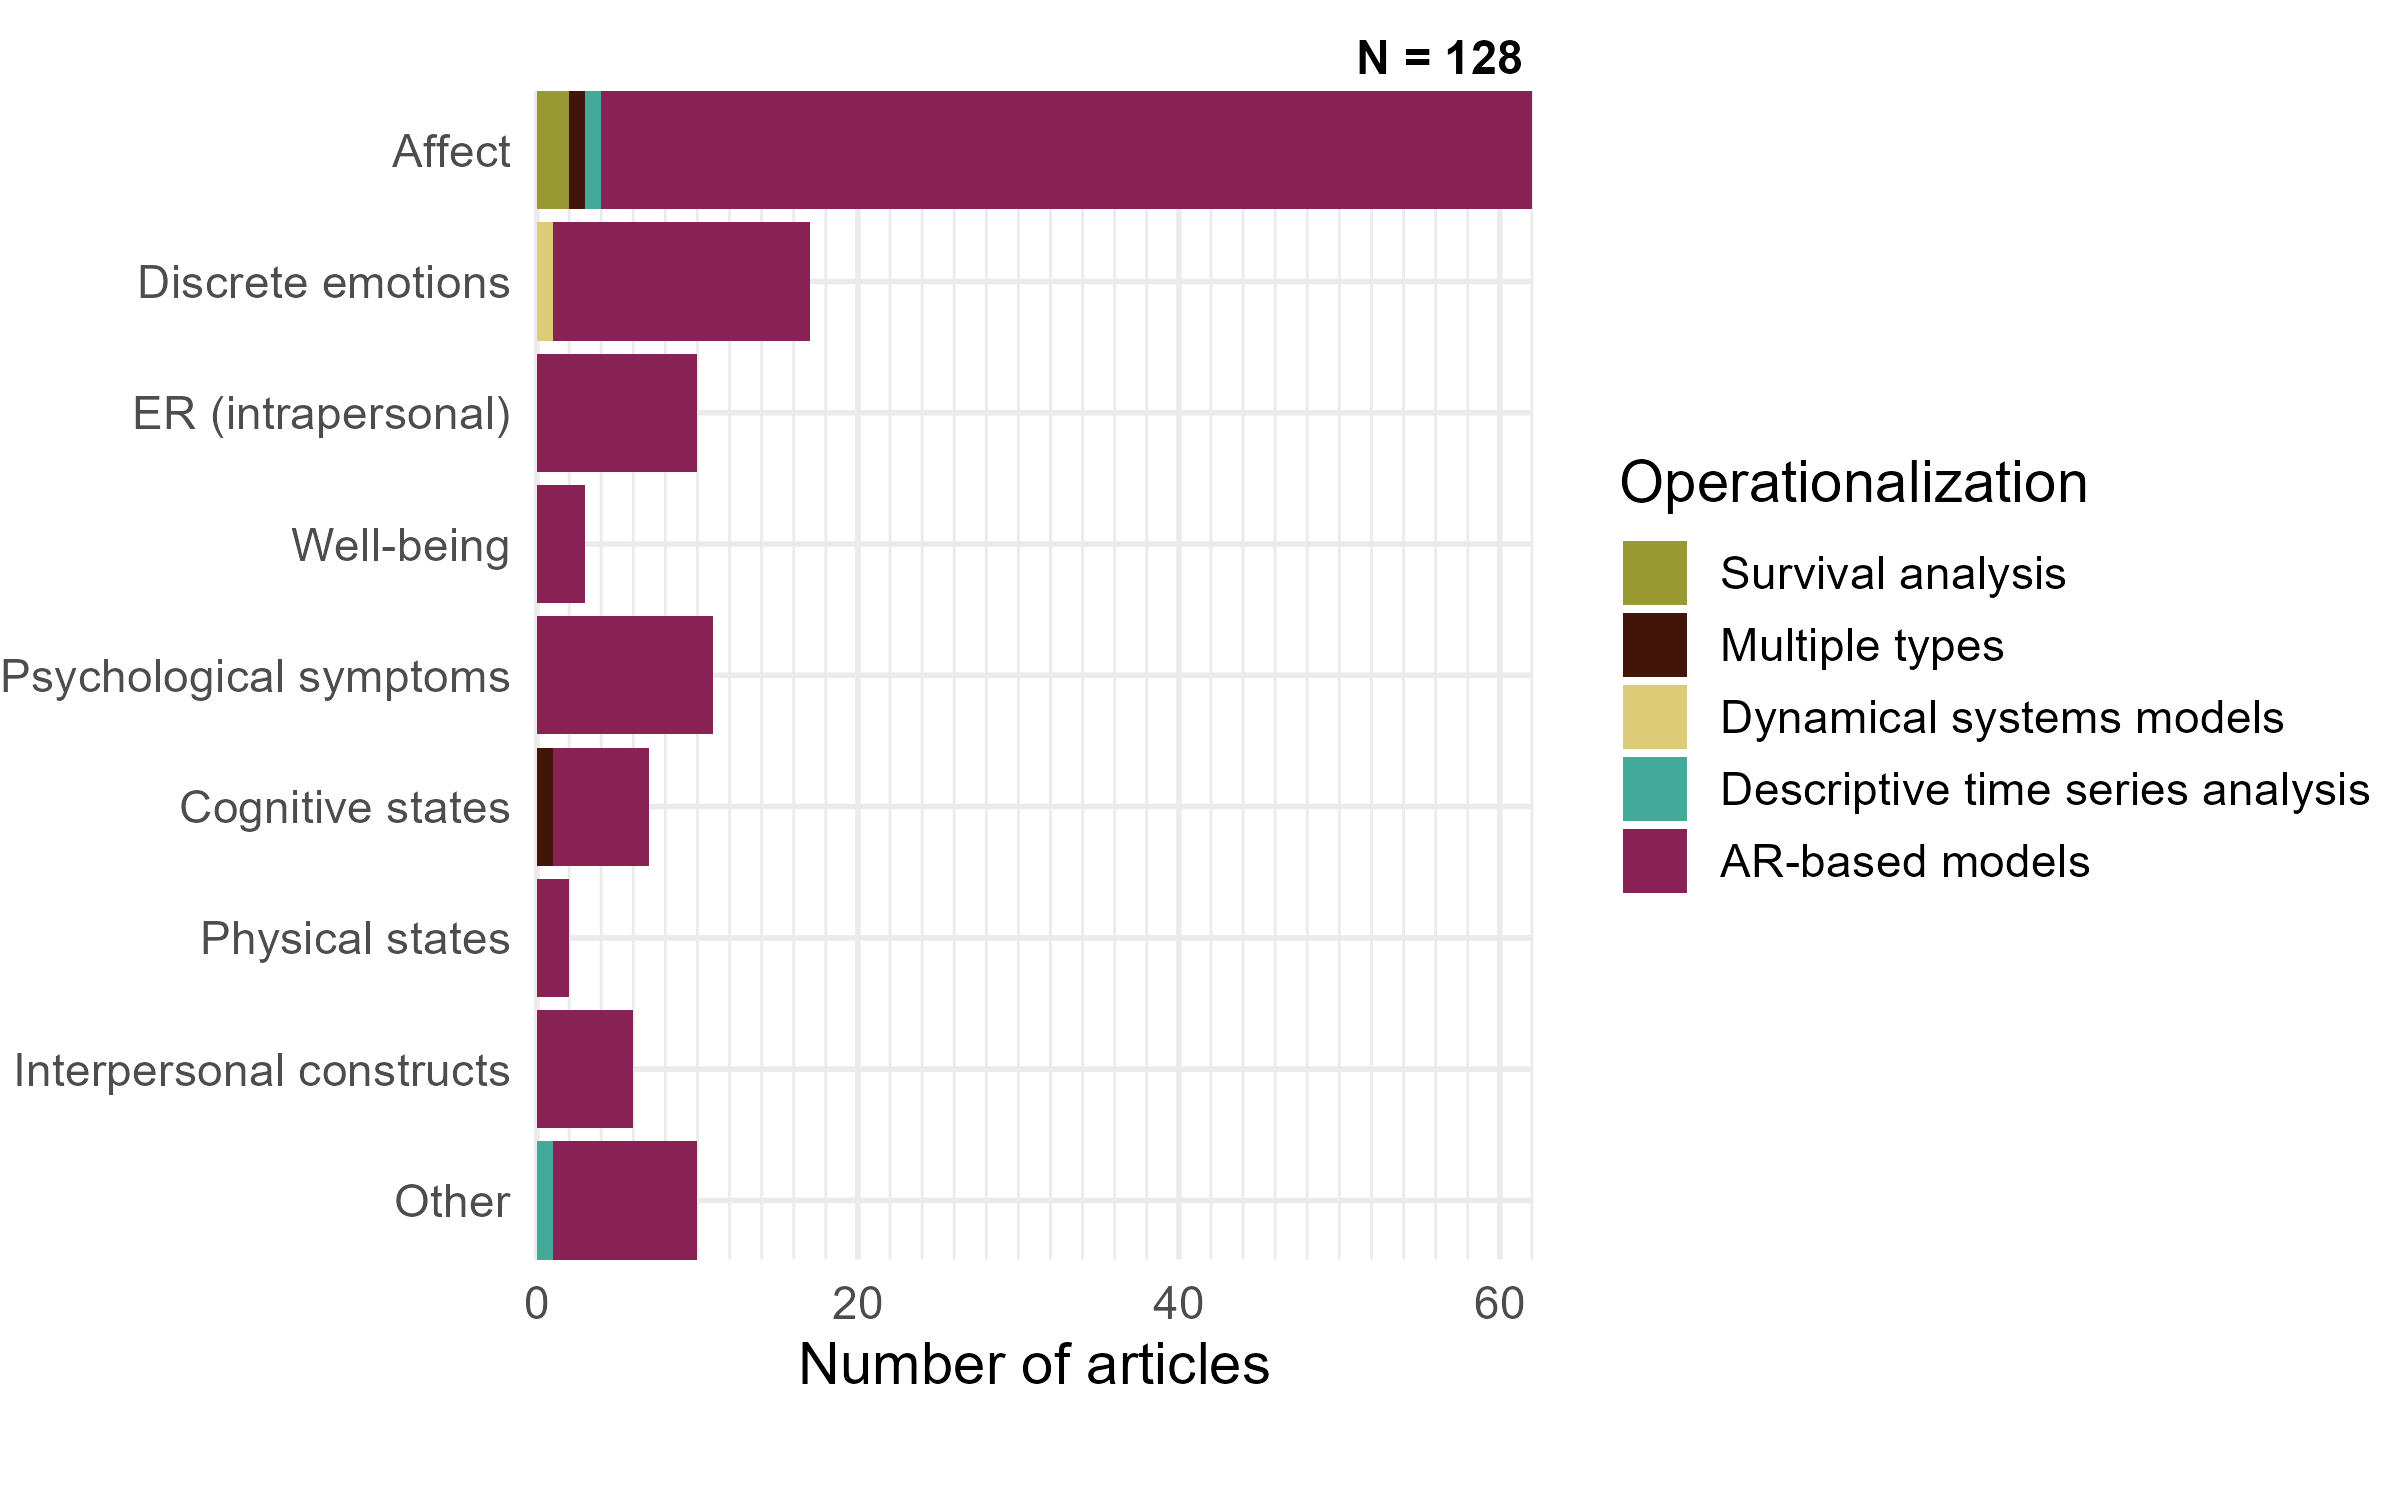 N = 128
Affect
Discrete emotions
ER (intrapersonal)
Well-being
Psychological symptoms
Cognitive states
Physical states
Interpersonal constructs
Other
0 20 40 60
Number of articles
Operationalization
Survival analysis
Multiple types
Dynamical systems models
Descriptive time series analysis
AR-based models